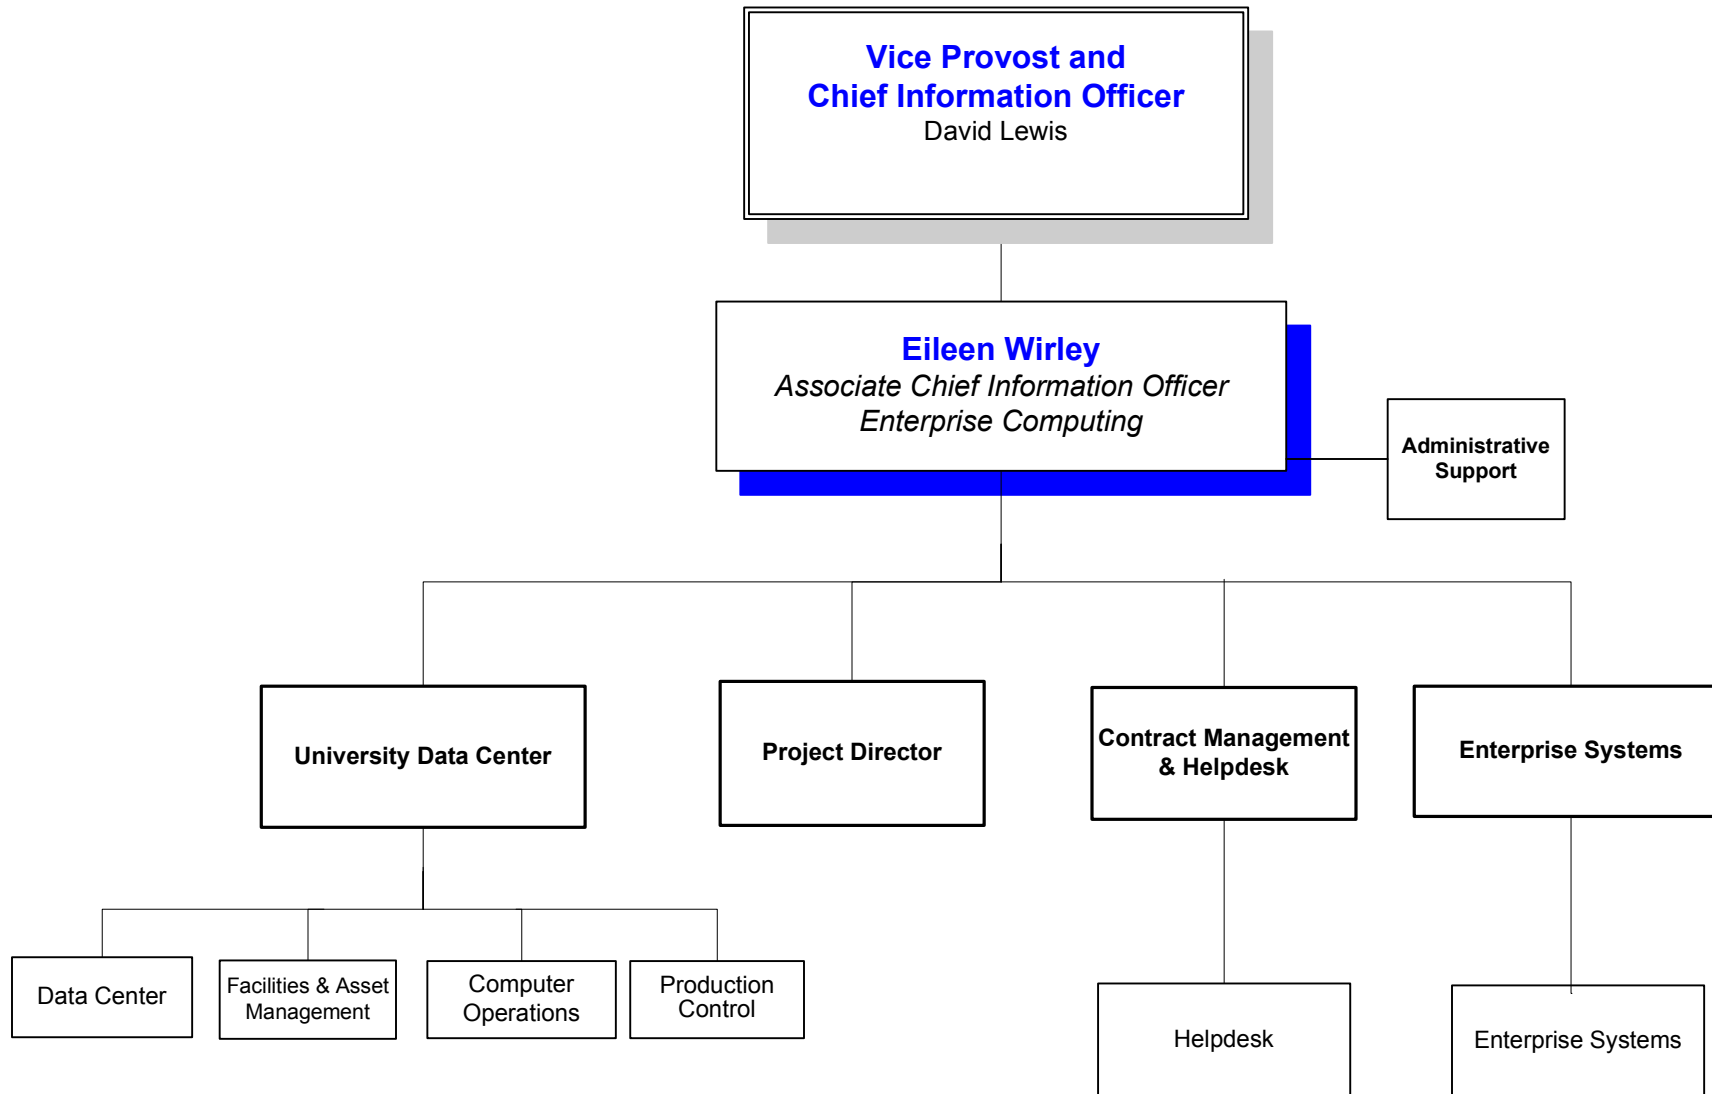 Vice Provost and
Chief Information Officer
David Lewis
Eileen Wirley
Associate Chief Information Officer
Enterprise Computing
Administrative
Support
University Data Center
Project Director
Contract Management
& Helpdesk
Enterprise Systems
Data Center
Facilities & Asset
Management
Computer
Operations
Production
Control
Helpdesk
Enterprise Systems